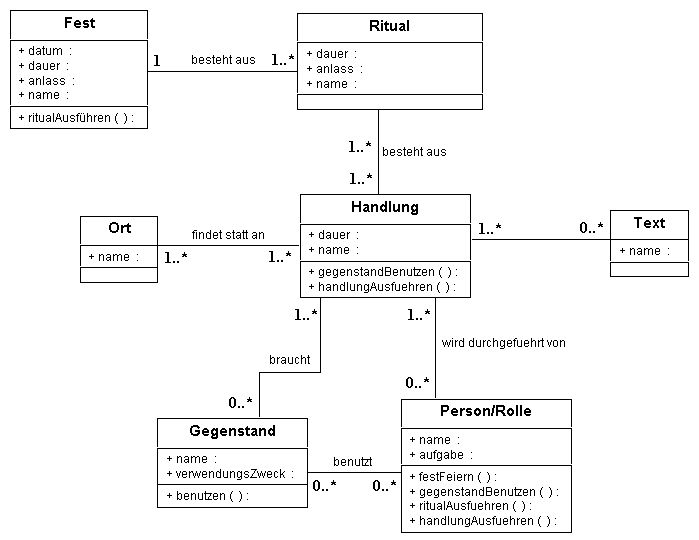 Fest
+ datum :
+ dauer :
+ anlass :
+ name :
+ ritualAusführen ( ) :
1 besteht aus 1..*
Ritual
+ dauer :
+ anlass :
+ name :
1..*
besteht aus
1..*
Handlung
+ dauer :
+ name :
+ gegenstandBenutzen ( ) :
+ handlungAusfuehren ( ) :
Ort
+ name :
findet statt an
1..* 1..*
1..* 0..*
Text
+ name :
1..*
braucht
0..*
1..*
wird durchgefuehrt von
0..*
Gegenstand
+ name :
+ verwendungsZweck :
+ benutzen ( ) :
benutzt
0..* 0..*
Person/Rolle
+ name :
+ aufgabe :
+ festFeiern ( ) :
+ gegenstandBenutzen ( ) :
+ ritualAusfuehren ( ) :
+ handlungAusfuehren ( ) :